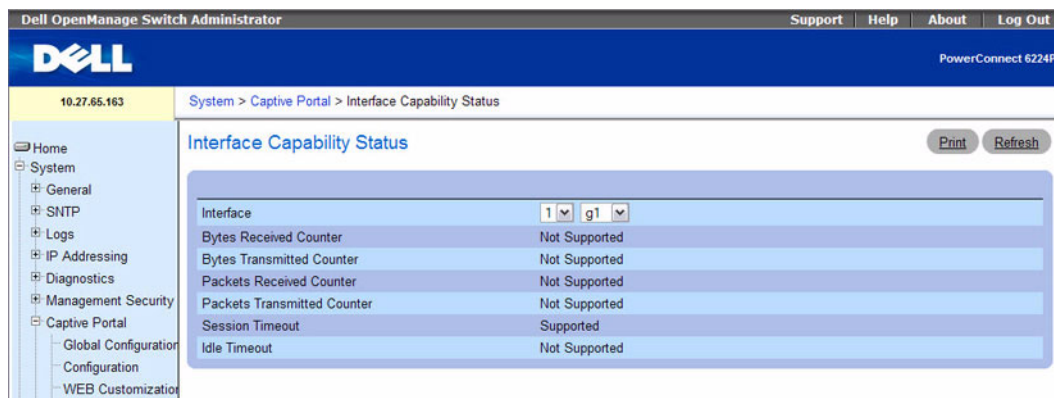 Dell OpenManage Switch Administrator
Support | Help | About | Log Out
DELL
PowerConnect 6224P
10.27.65.163
System > Captive Portal > Interface Capability Status
Home
System
General
SNTP
Logs
IP Addressing
Diagnostics
Management Security
Captive Portal
Global Configuration
Configuration
WEB Customization
Interface Capability Status
Print
Refresh
Interface 1 g1
Bytes Received Counter Not Supported
Bytes Transmitted Counter Not Supported
Packets Received Counter Not Supported
Packets Transmitted Counter Not Supported
Session Timeout Supported
Idle Timeout Not Supported